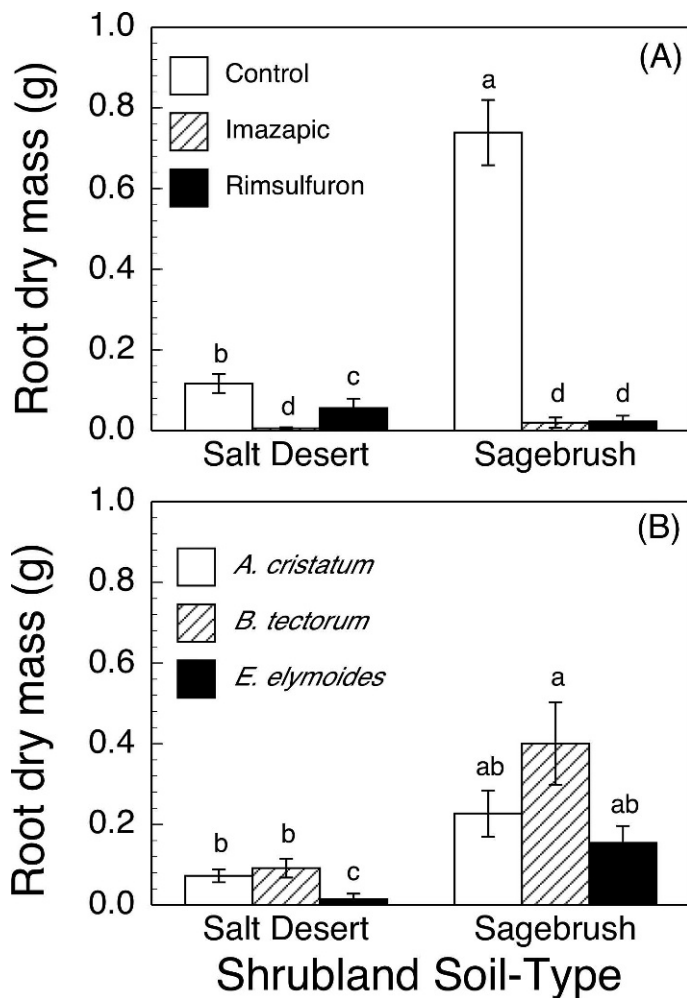 Root dry mass (g)
1.0
0.8
0.6
0.4
0.2
0.0
Control
Imazapic
Rimsulfuron
(A)
a
b
d
c
d
d
Salt Desert
Sagebrush
Root dry mass (g)
1.0
0.8
0.6
0.4
0.2
0.0
A. cristatum
B. tectorum
E. elymoides
(B)
b
b
c
ab
a
ab
Salt Desert
Sagebrush
Shrubland Soil-Type